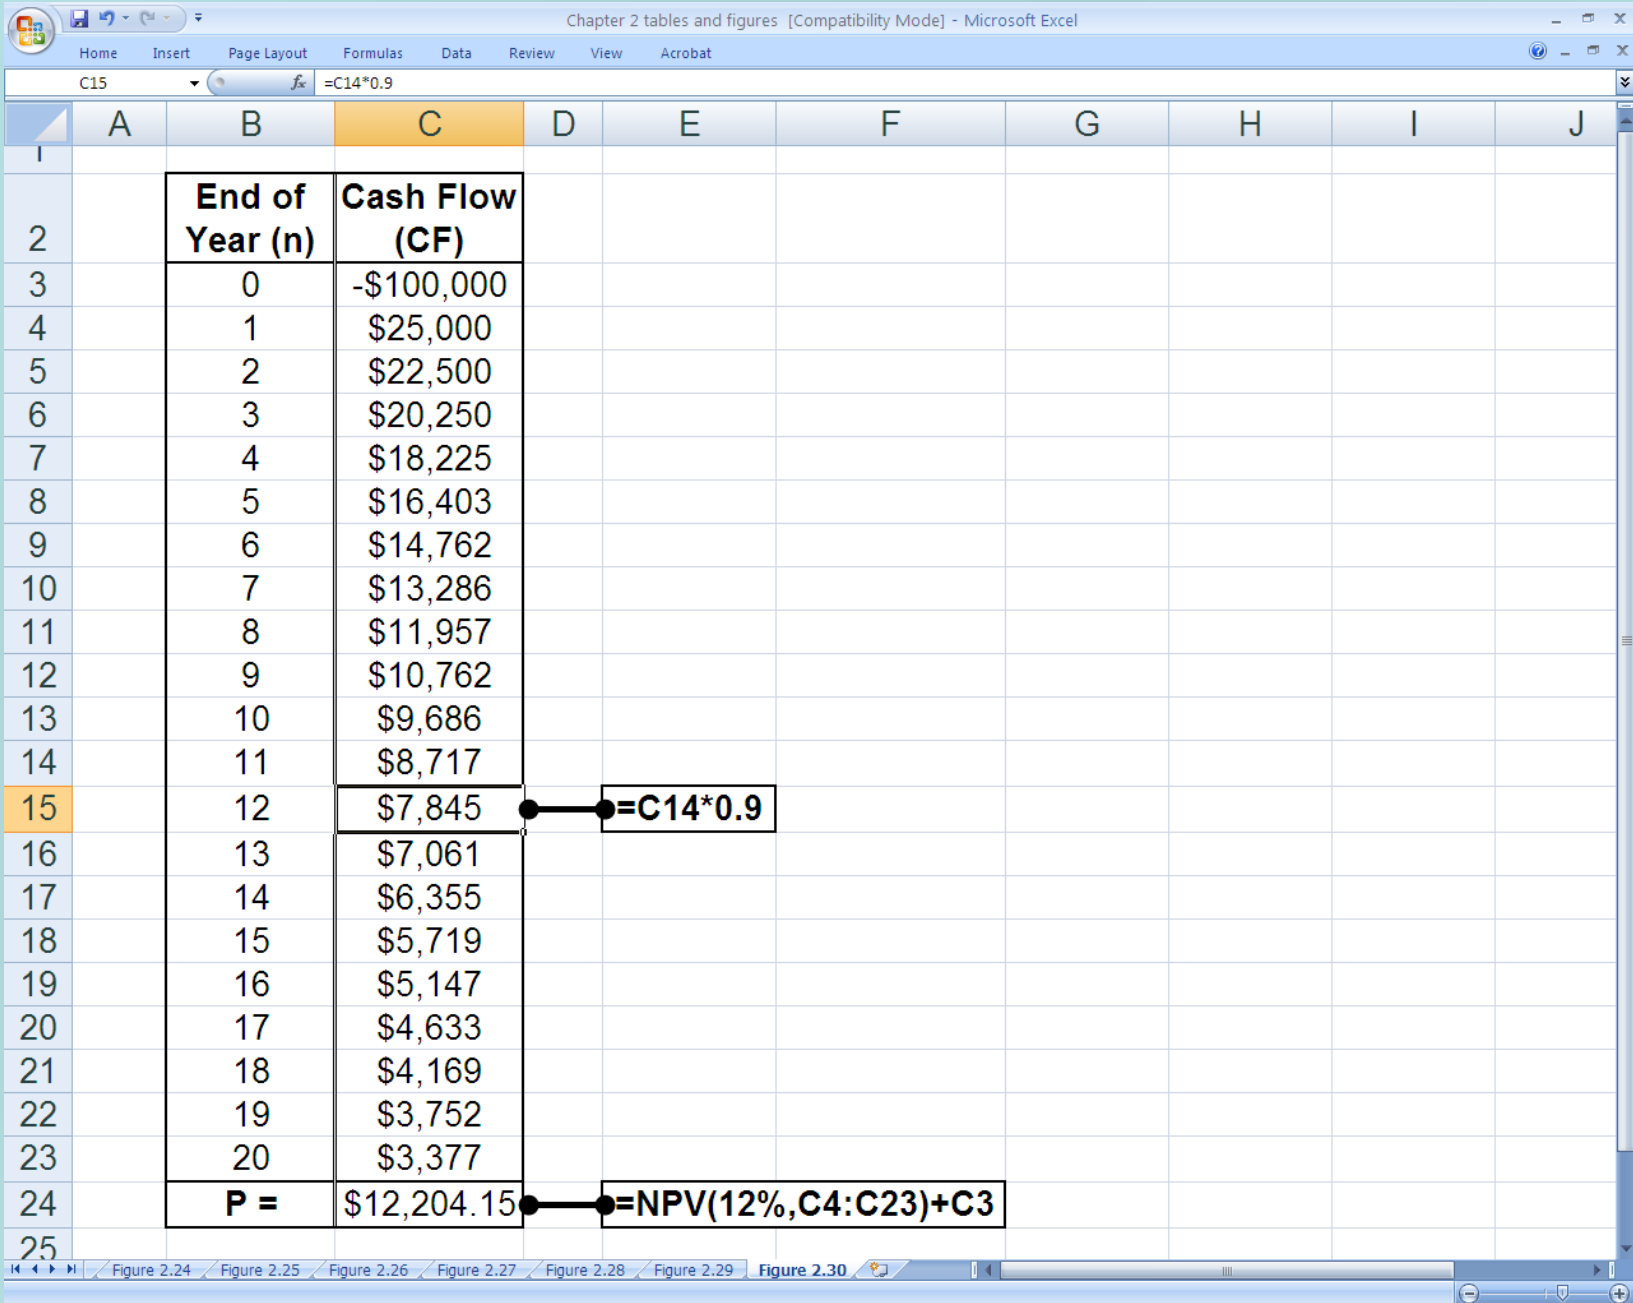 Chapter 2 tables and figures [Compatibility Mode] - Microsoft Excel
Home Insert Page Layout Formulas Data Review View Acrobat
C15 fx =C14*0.9
A B C D E F G H I J
1
2 End of Year (n) Cash Flow (CF)
3 0 -$100,000
4 1 $25,000
5 2 $22,500
6 3 $20,250
7 4 $18,225
8 5 $16,403
9 6 $14,762
10 7 $13,286
11 8 $11,957
12 9 $10,762
13 10 $9,686
14 11 $8,717
15 12 $7,845 =C14*0.9
16 13 $7,061
17 14 $6,355
18 15 $5,719
19 16 $5,147
20 17 $4,633
21 18 $4,169
22 19 $3,752
23 20 $3,377
24 P = $12,204.15 =NPV(12%,C4:C23)+C3
25
Figure 2.24 Figure 2.25 Figure 2.26 Figure 2.27 Figure 2.28 Figure 2.29 Figure 2.30